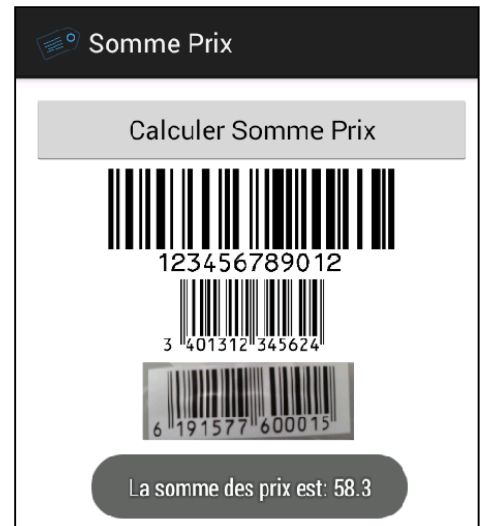 Somme Prix
Calculer Somme Prix
123456789012
3 401312 345624
6 191577 600015
La somme des prix est: 58.3